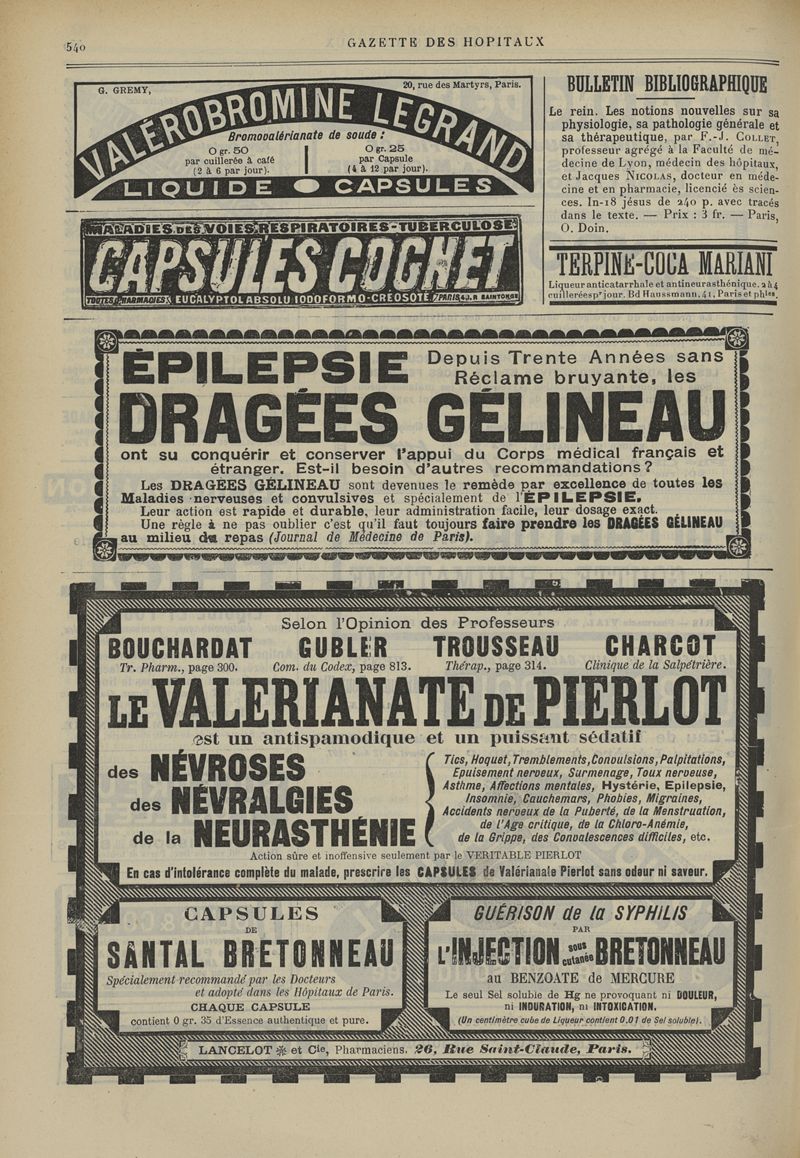 540
GAZETTE DES HOPITAUX
G. GREMY,
20, rue des Martyrs, Paris.
VALÉROBROMINE LEGRAND
Bromovalérianate de soude :
0 gr. 50
par cuillerée à café
(2 à 6 par jour).
0 gr. 25
par Capsule
(4 à 12 par jour).
LIQUIDE
CAPSULES
MALADIES DES VOIES RESPIRATOIRES - TUBERCULOSE
CAPSULES COGNET
TOUTES PHARMACIES EUCALYPTOL ABSOLU IODOFORMO-CRÉOSOTÉ PARIS, 4J, R SAINTONGE
BULLETIN BIBLIOGRAPHIQUE
Le rein. Les notions nouvelles sur sa
physiologie, sa pathologie générale et
sa thérapeutique, par F.-J. COLLET,
professeur agrégé à la Faculté de mé-
decine de Lyon, médecin des hôpitaux,
et Jacques NICOLAS, docteur en méde-
cine et en pharmacie, licencié ès scien-
ces. In-18 jésus de 240 p. avec tracés
dans le texte. — Prix : 3 fr. — Paris,
O. Doin.
TERPINE-COCA MARIANI
Liqueur anticatarrhale et antineurasthénique. 2 à 4
cuilleréesp^r jour. Bd Haussmann, 41. Paris et ph^ies.
ÉPILEPSIE
Depuis Trente Années sans
Réclame bruyante, les
DRAGÉES GÉLINEAU
ont su conquérir et conserver l'appui du Corps médical français et
étranger. Est-il besoin d'autres recommandations ?
Les DRAGÉES GÉLINEAU sont devenues le remède par excellence de toutes les
Maladies nerveuses et convulsives et spécialement de l'ÉPILEPSIE.
Leur action est rapide et durable, leur administration facile, leur dosage exact.
Une règle à ne pas oublier c'est qu'il faut toujours faire prendre les DRAGÉES GÉLINEAU
au milieu du repas (Journal de Médecine de Paris).
Selon l'Opinion des Professeurs
BOUCHARDAT GUBLER TROUSSEAU CHARCOT
Tr. Pharm., page 300. Com. du Codex, page 813. Thérap., page 314. Clinique de la Salpétrière.
LE VALERIANATE DE PIERLOT
est un antispamodique et un puissant sédatif
des NÉVROSES
des NÉVRALGIES
de la NEURASTHÉNIE
Tics, Hoquet, Tremblements, Convulsions, Palpitations,
Epuisement nerveux, Surmenage, Toux nerveuse,
Asthme, Affections mentales, Hystérie, Epilepsie,
Insomnie, Cauchemars, Phobies, Migraines,
Accidents nerveux de la Puberté, de la Menstruation,
de l'Age critique, de la Chloro-Anémie,
de la Grippe, des Convalescences difficiles, etc.
Action sûre et inoffensive seulement par le VERITABLE PIERLOT
En cas d'intolérance complète du malade, prescrire les CAPSULES de Valérianate Pierlot sans odeur ni saveur.
CAPSULES
DE
SANTAL BRETONNEAU
Spécialement recommandé par les Docteurs
et adopté dans les Hôpitaux de Paris.
CHAQUE CAPSULE
contient 0 gr. 35 d'Essence authentique et pure.
GUÉRISON de la SYPHILIS
PAR
L'INJECTION sous cutanée BRETONNEAU
au BENZOATE de MERCURE
Le seul Sel soluble de Hg ne provoquant ni DOULEUR,
ni INDURATION, ni INTOXICATION.
(Un centimètre cube de Liqueur contient 0.01 de Sel soluble).
LANCELOT et Cie, Pharmaciens. 26, Rue Saint-Claude, Paris.